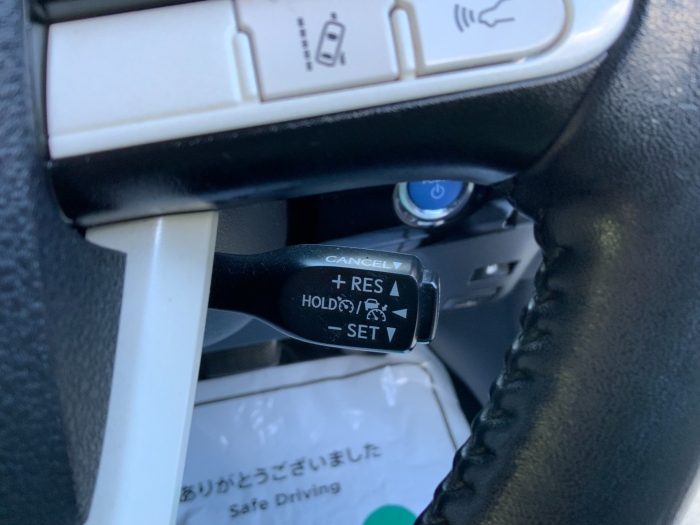 CANCEL▼
+ RES ▲
HOLD / ◀
− SET ▼
ありがとうございました
Safe Driving